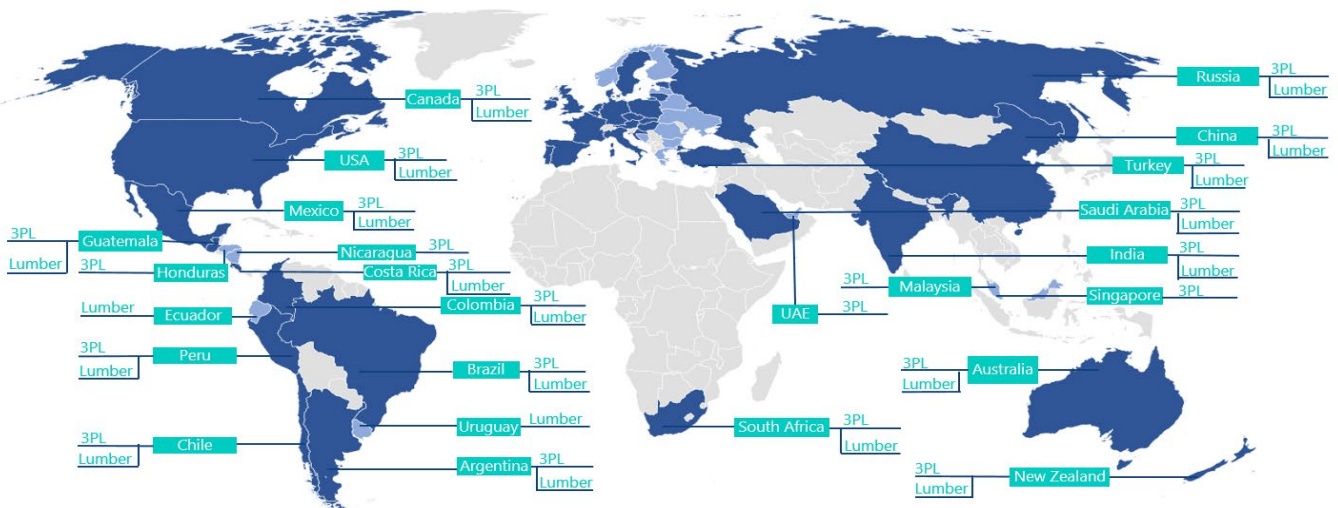 Canada
3PL
Lumber
USA
3PL
Lumber
Mexico
3PL
Lumber
3PL
Lumber
Guatemala
Nicaragua
3PL
3PL
Honduras
Costa Rica
3PL
Lumber
Lumber
Ecuador
Colombia
3PL
Lumber
3PL
Lumber
Peru
Brazil
3PL
Lumber
Uruguay
Lumber
3PL
Lumber
Chile
Argentina
3PL
Lumber
Russia
3PL
Lumber
China
3PL
Lumber
Turkey
3PL
Lumber
Saudi Arabia
3PL
Lumber
India
3PL
Lumber
3PL
Malaysia
Singapore
3PL
UAE
3PL
3PL
Lumber
Australia
South Africa
3PL
Lumber
3PL
Lumber
New Zealand